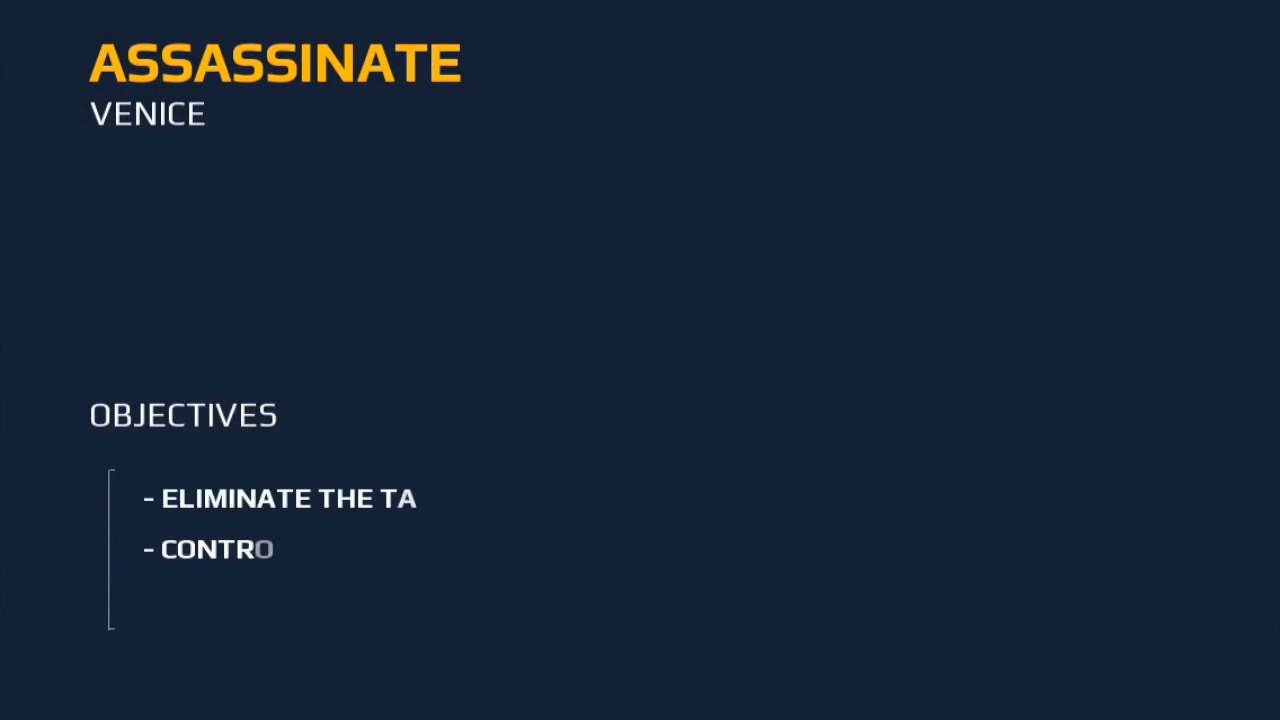 ASSASSINATE
VENICE
OBJECTIVES
- ELIMINATE THE TA
- CONTRO